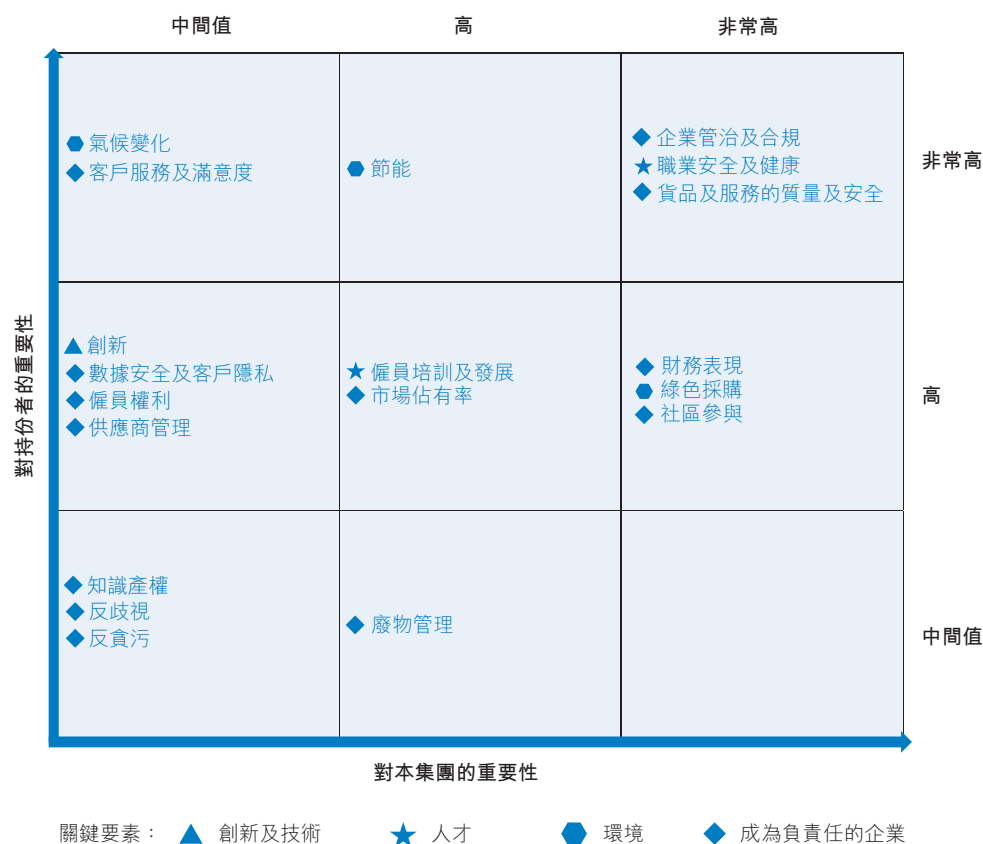 中間值
高
非常高
氣候變化
客戶服務及滿意度
節能
企業管治及合規
職業安全及健康
貨品及服務的質量及安全
非常高
對持份者的重要性
創新
數據安全及客戶隱私
僱員權利
供應商管理
僱員培訓及發展
市場佔有率
財務表現
綠色採購
社區參與
高
知識產權
反歧視
反貪污
廢物管理
中間值
對本集團的重要性
關鍵要素： 創新及技術 人才 環境 成為負責任的企業